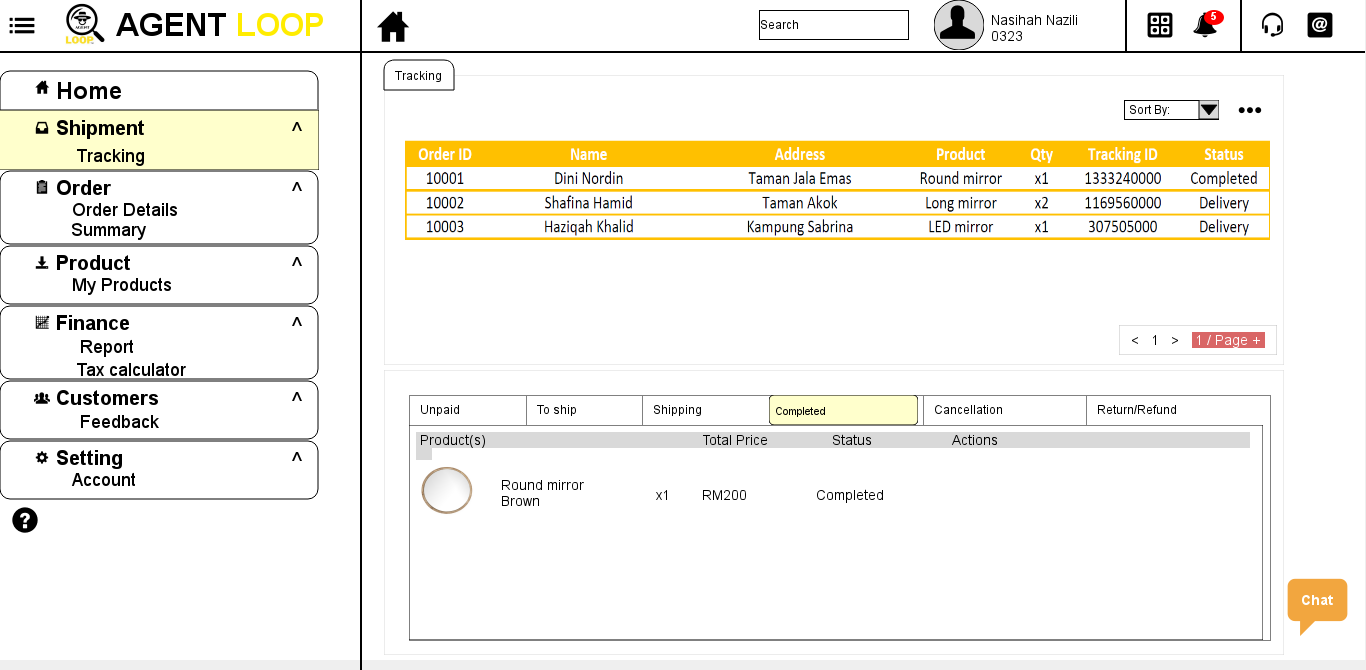 AGENT LOOP
LOOP.
Search
Nasihah Nazili
0323
5
@
Home
Shipment ^
Tracking
Order ^
Order Details
Summary
Product ^
My Products
Finance ^
Report
Tax calculator
Customers ^
Feedback
Setting ^
Account
?
Tracking
Sort By:
Order ID Name Address Product Qty Tracking ID Status
10001 Dini Nordin Taman Jala Emas Round mirror x1 1333240000 Completed
10002 Shafina Hamid Taman Akok Long mirror x2 1169560000 Delivery
10003 Haziqah Khalid Kampung Sabrina LED mirror x1 307505000 Delivery
< 1 > 1 / Page +
Unpaid To ship Shipping Completed Cancellation Return/Refund
Product(s) Total Price Status Actions
Round mirror
Brown
x1 RM200 Completed
Chat